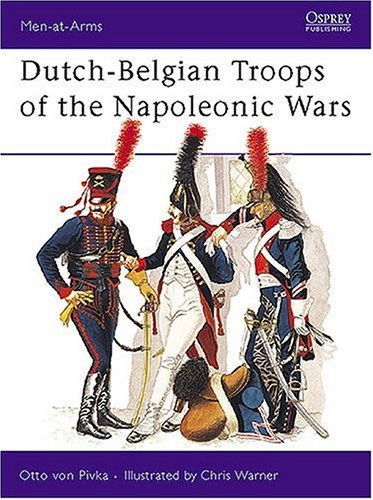 Men-at-Arms
OSPREY
PUBLISHING
Dutch-Belgian Troops
of the Napoleonic Wars
Otto von Pivka · Illustrated by Chris Warner